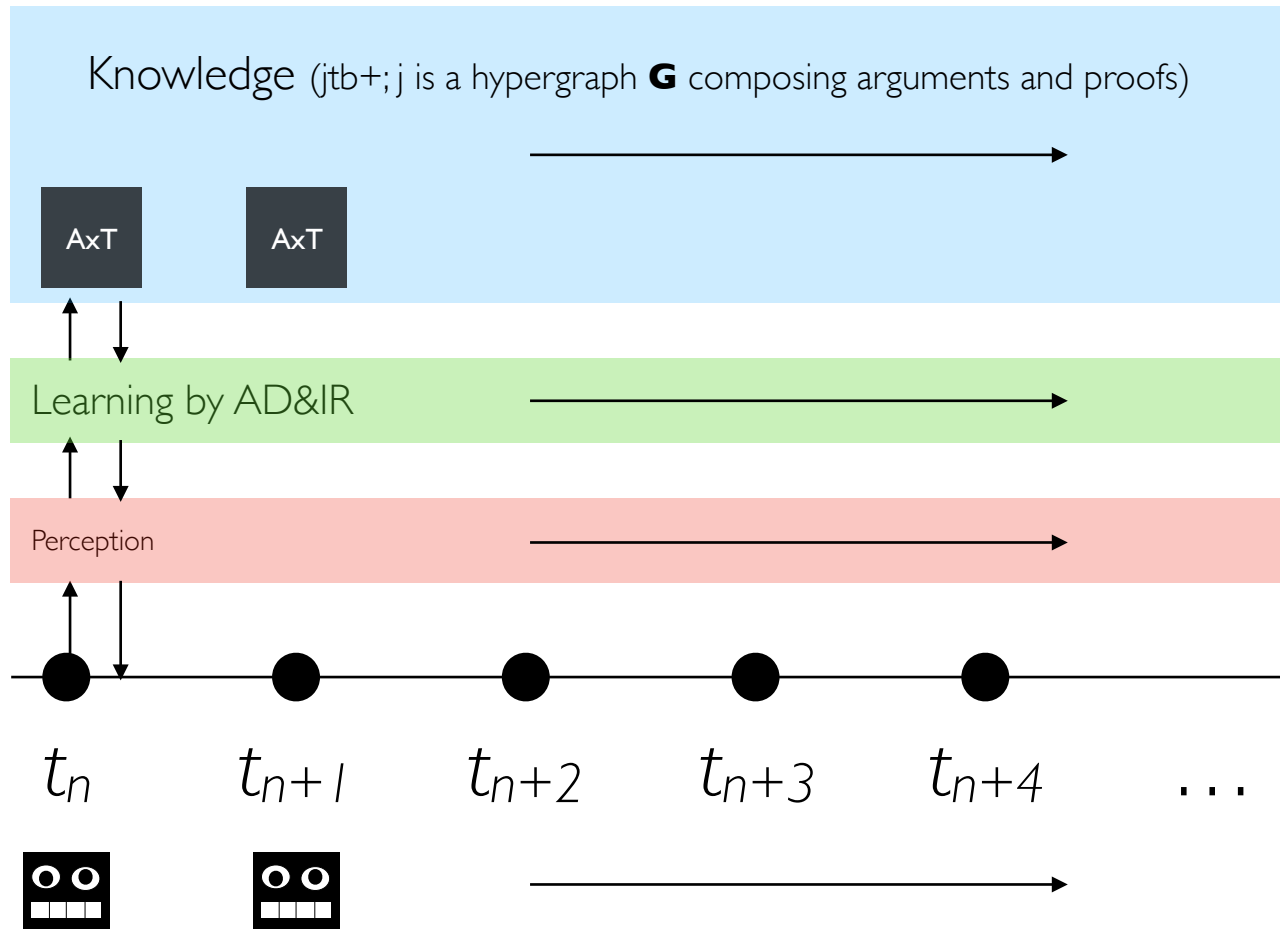 Knowledge (jtb+; j is a hypergraph G composing arguments and proofs)
AxT AxT
Learning by AD&IR
Perception
tn tn+1 tn+2 tn+3 tn+4 ...